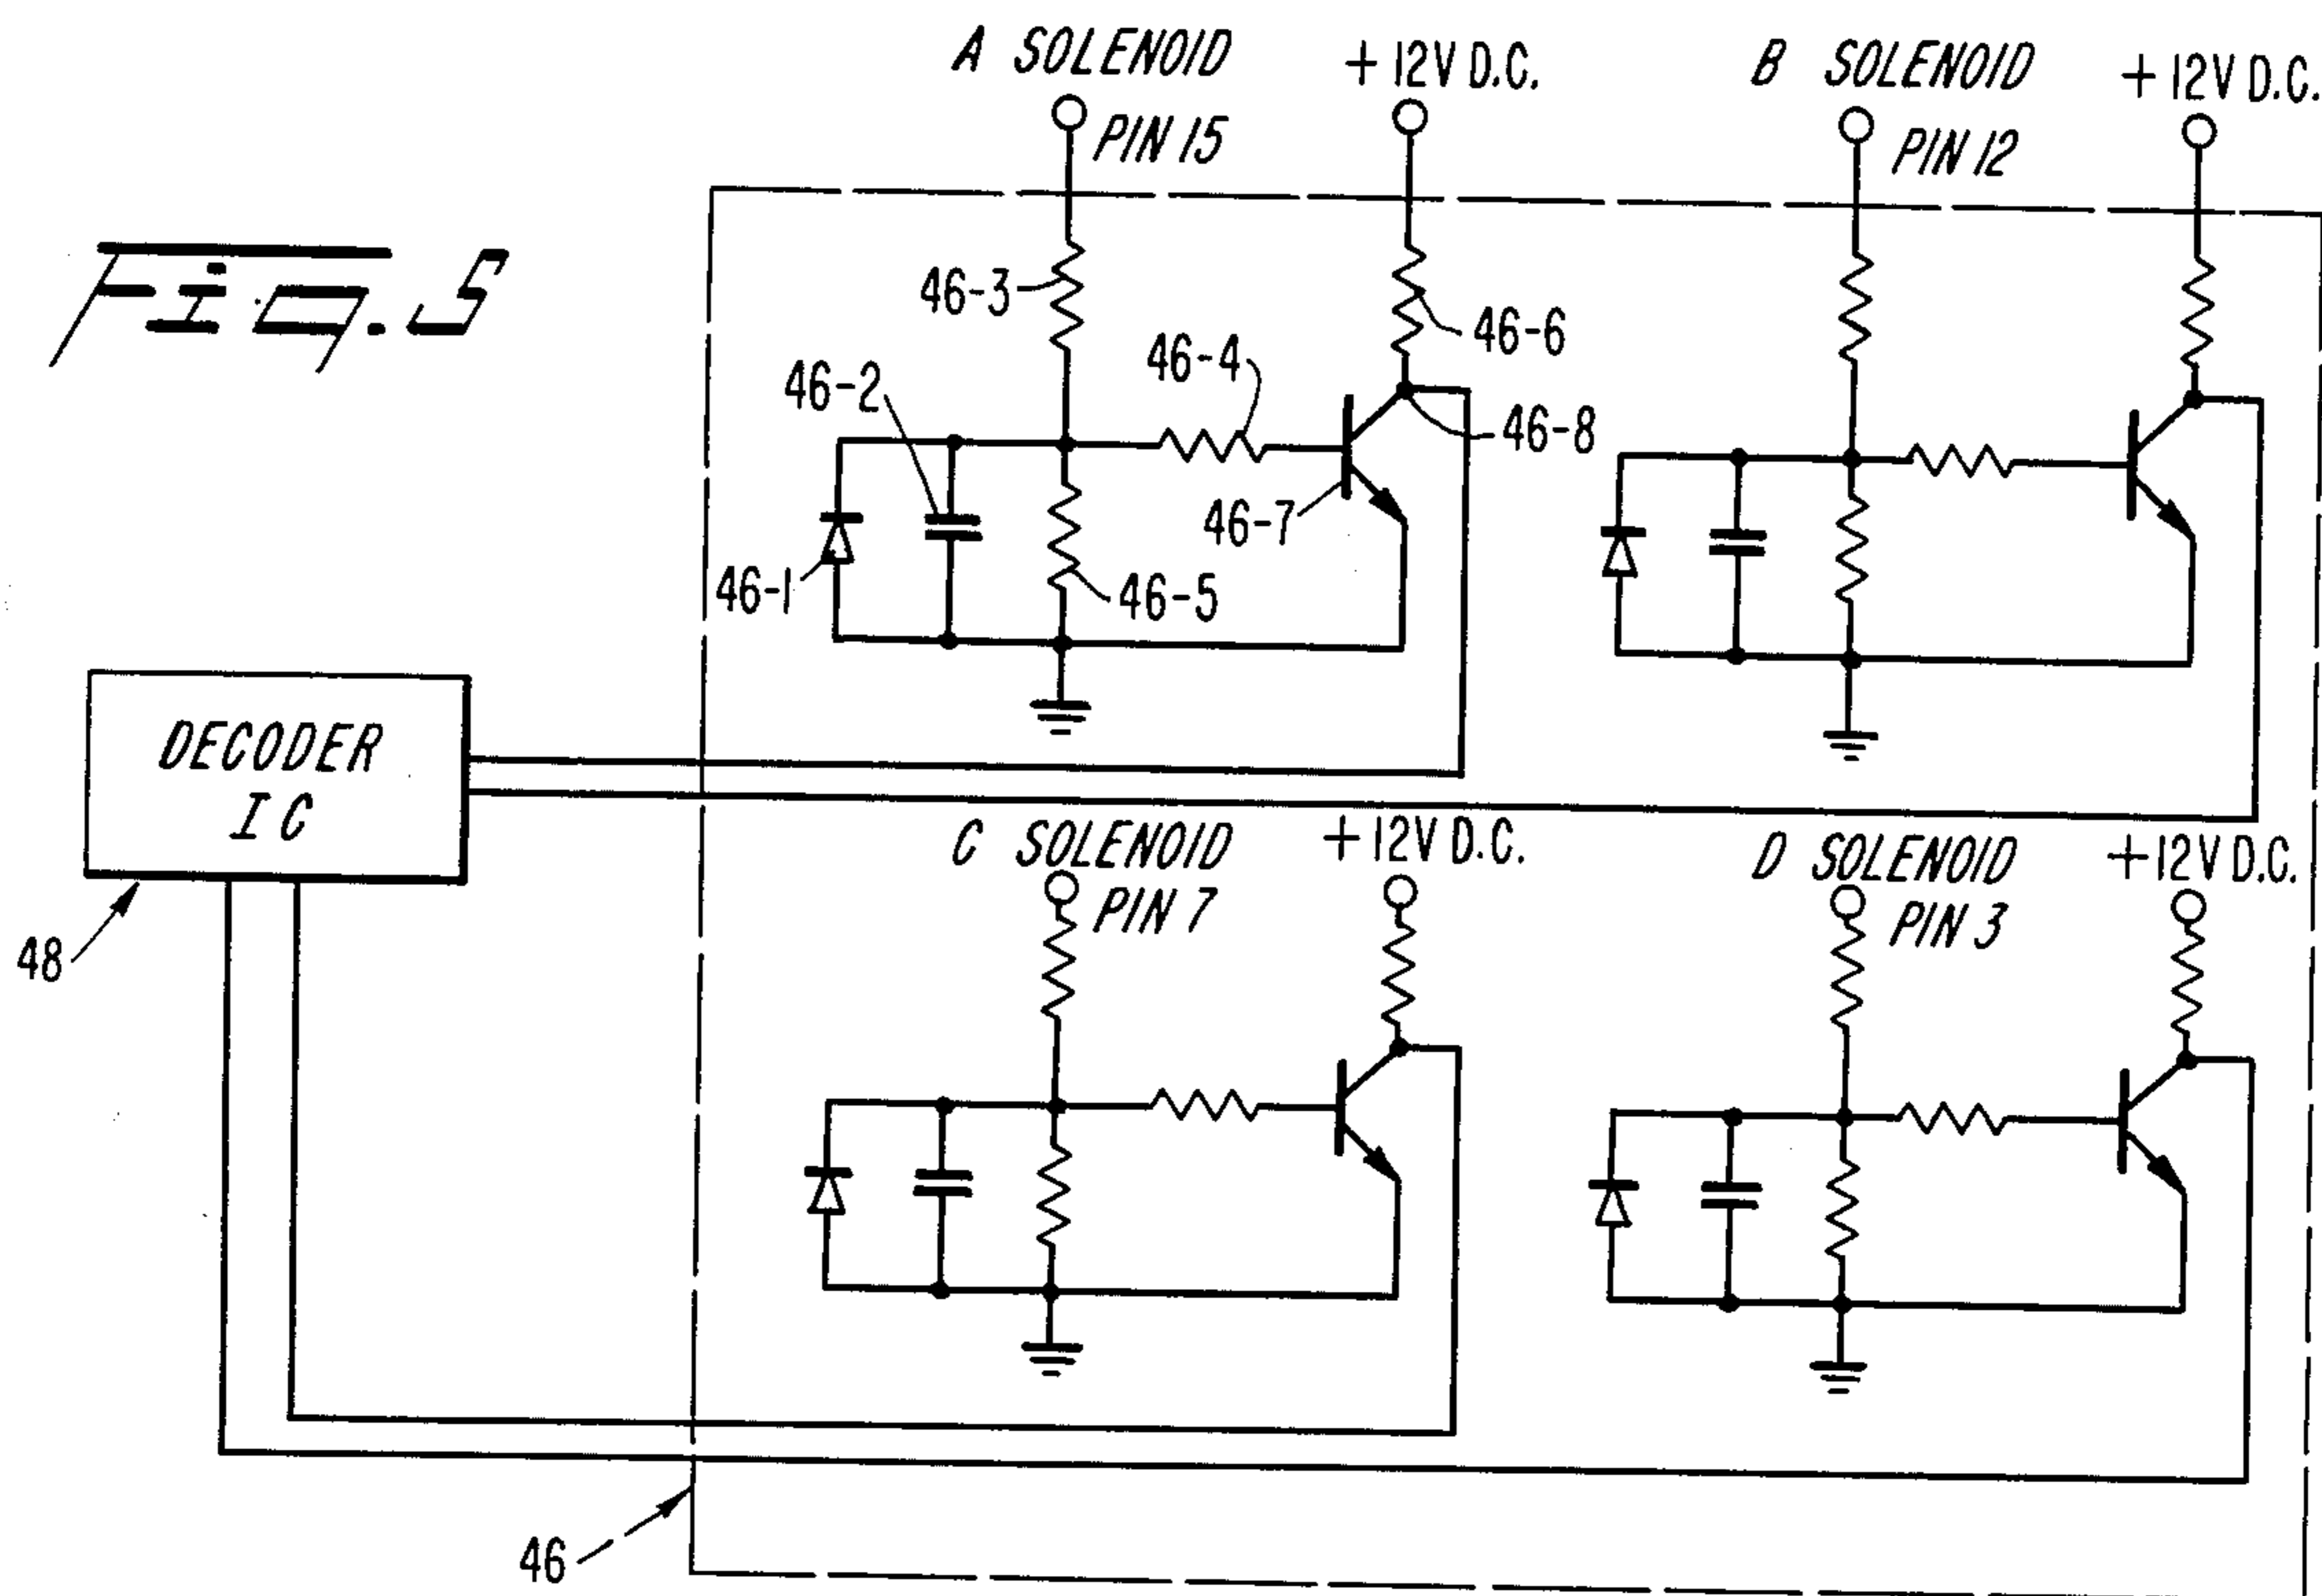 A SOLENOID
PIN 15
+12V D.C.
B SOLENOID
PIN 12
+12V D.C.
Fig. 5
46-3
46-6
46-4
46-2
46-8
46-7
46-1
46-5
DECODER
IC
48
C SOLENOID
PIN 7
+12V D.C.
D SOLENOID
PIN 3
+12V D.C.
46